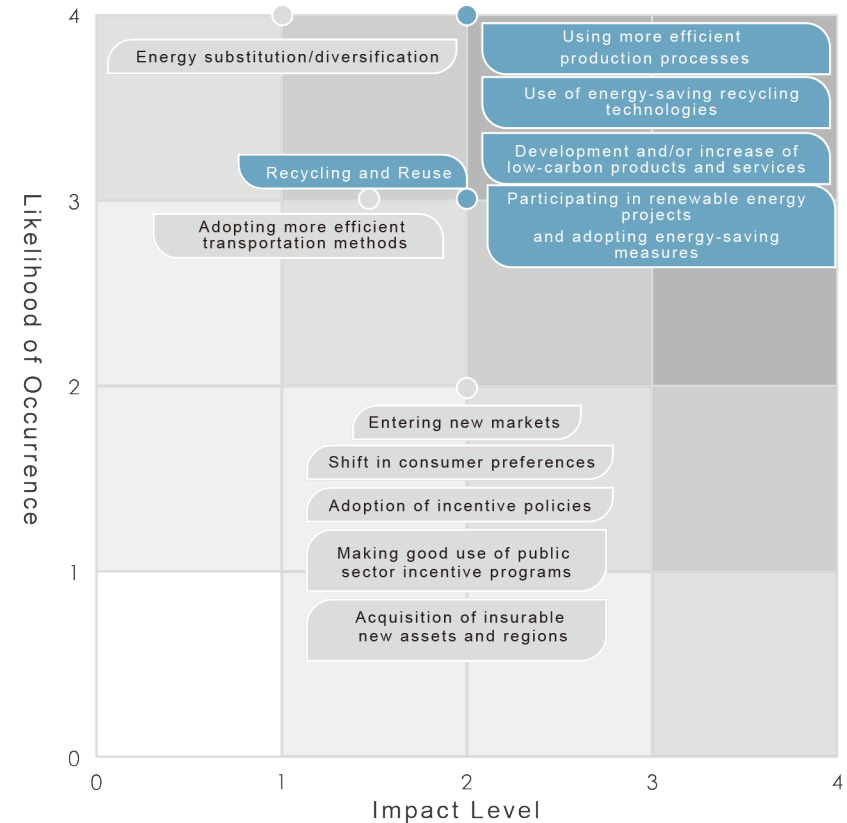 4
Energy substitution/diversification
Using more efficient
production processes
Use of energy-saving recycling
technologies
Development and/or increase of
low-carbon products and services
Recycling and Reuse
3
Participating in renewable energy
projects
and adopting energy-saving
measures
Adopting more efficient
transportation methods
Likelihood of Occurrence
2
Entering new markets
Shift in consumer preferences
Adoption of incentive policies
Making good use of public
sector incentive programs
1
Acquisition of insurable
new assets and regions
0
0 1 2 3 4
Impact Level